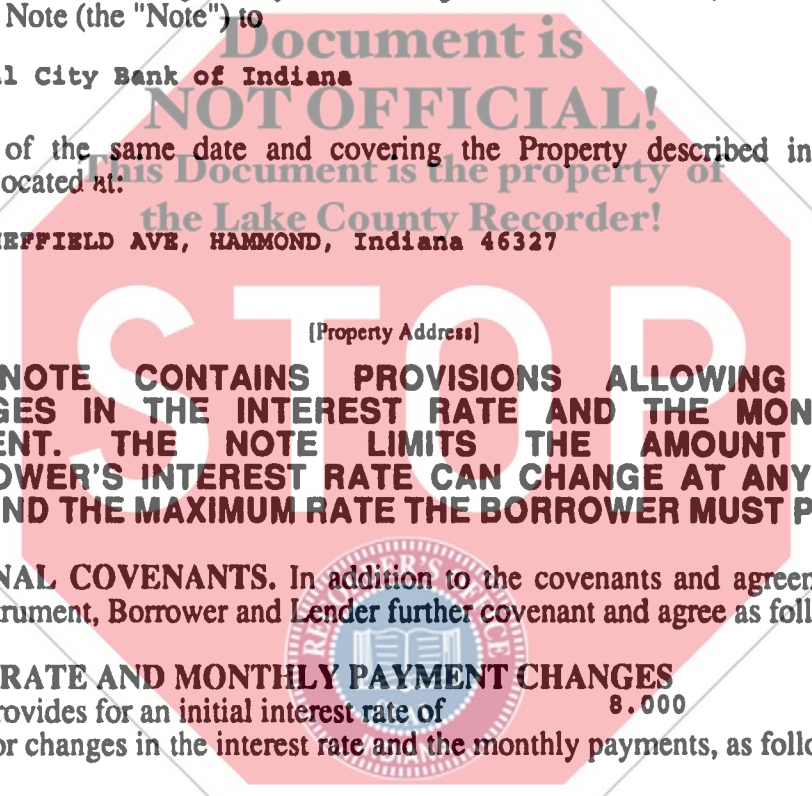 Note (the "Note") to
Document is
l City Bank of Indiana
NOT OFFICIAL!
of the same date and covering the Property described in
This Document is the property of
ocated at:
the Lake County Recorder!
EFFIELD AVE, HAMMOND, Indiana 46327
STOP
[Property Address]
NOTE CONTAINS PROVISIONS ALLOWING
GES IN THE INTEREST RATE AND THE MON
ENT. THE NOTE LIMITS THE AMOUNT
OWER'S INTEREST RATE CAN CHANGE AT ANY
ND THE MAXIMUM RATE THE BORROWER MUST P
NAL COVENANTS. In addition to the covenants and agreem
rument, Borrower and Lender further covenant and agree as foll
RECORDER'S OFFICE
RATE AND MONTHLY PAYMENT CHANGES
rovides for an initial interest rate of 8.000
or changes in the interest rate and the monthly payments, as follo
INDIANA